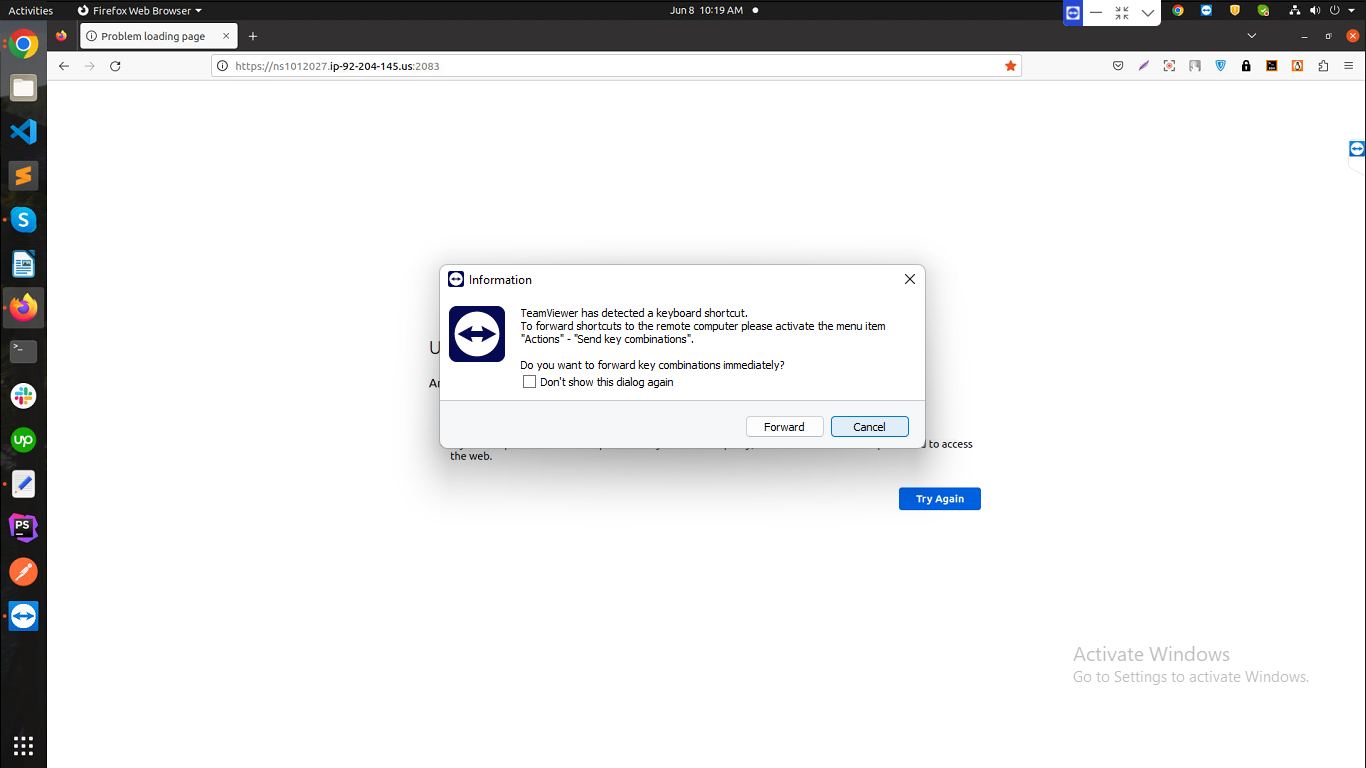 Activities
Firefox Web Browser
Jun 8 10:19 AM
Problem loading page
https://ns1012027.ip-92-204-145.us:2083
Information
TeamViewer has detected a keyboard shortcut.
To forward shortcuts to the remote computer please activate the menu item
"Actions" - "Send key combinations".
Do you want to forward key combinations immediately?
Don't show this dialog again
Forward
Cancel
to access
the web.
Try Again
S
up
PS
Activate Windows
Go to Settings to activate Windows.